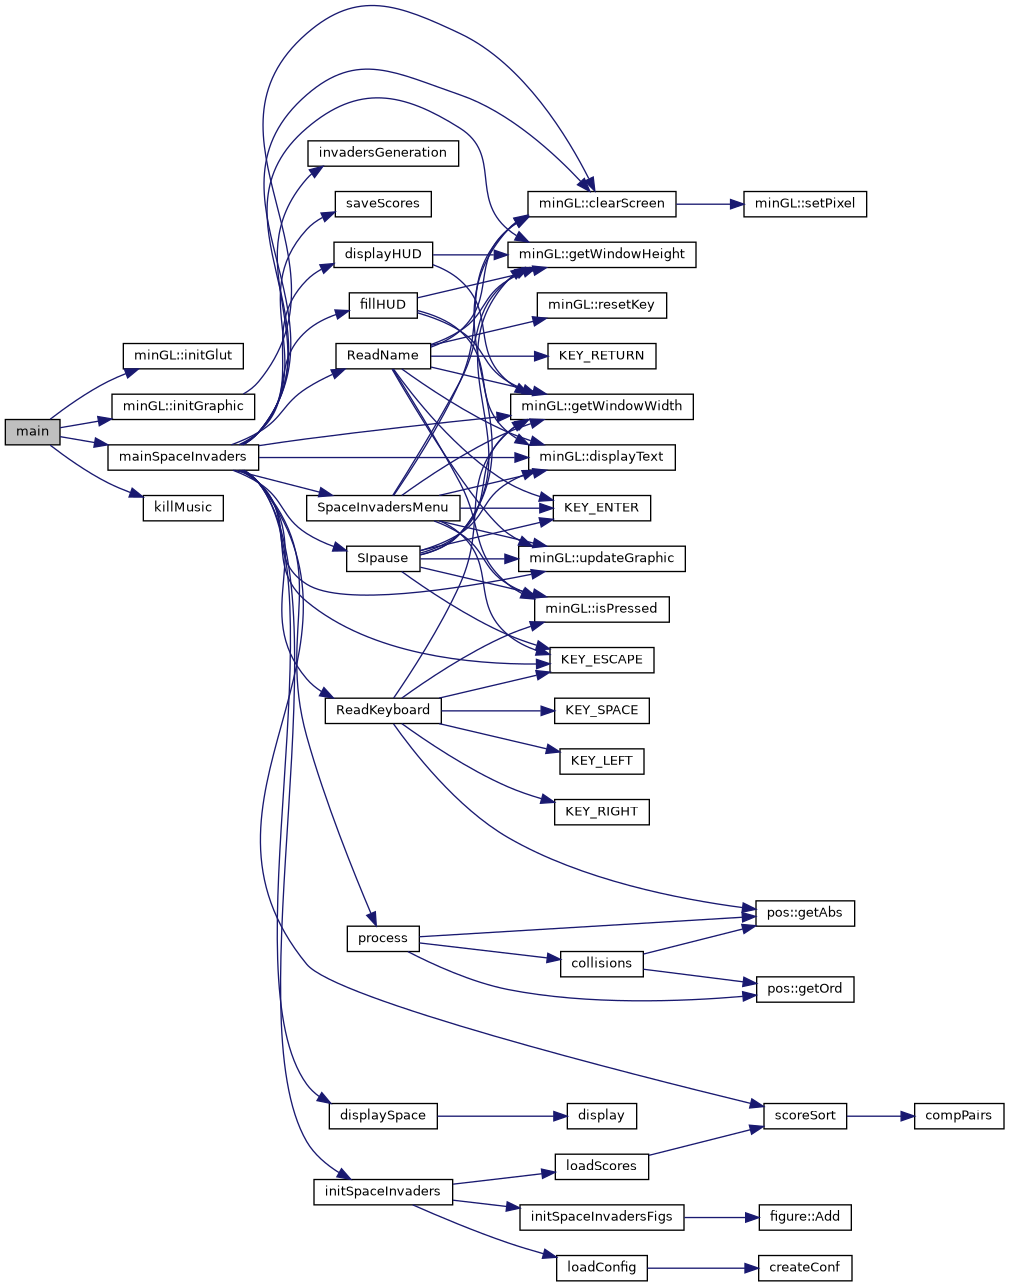 main
minGL::initGlut
minGL::initGraphic
mainSpaceInvaders
killMusic
invadersGeneration
saveScores
displayHUD
fillHUD
ReadName
SpaceInvadersMenu
SIpause
ReadKeyboard
process
displaySpace
initSpaceInvaders
minGL::clearScreen
minGL::getWindowHeight
minGL::resetKey
KEY_RETURN
minGL::getWindowWidth
minGL::displayText
KEY_ENTER
minGL::updateGraphic
minGL::isPressed
KEY_ESCAPE
KEY_SPACE
KEY_LEFT
KEY_RIGHT
collisions
display
loadScores
initSpaceInvadersFigs
loadConfig
minGL::setPixel
pos::getAbs
pos::getOrd
scoreSort
figure::Add
createConf
compPairs